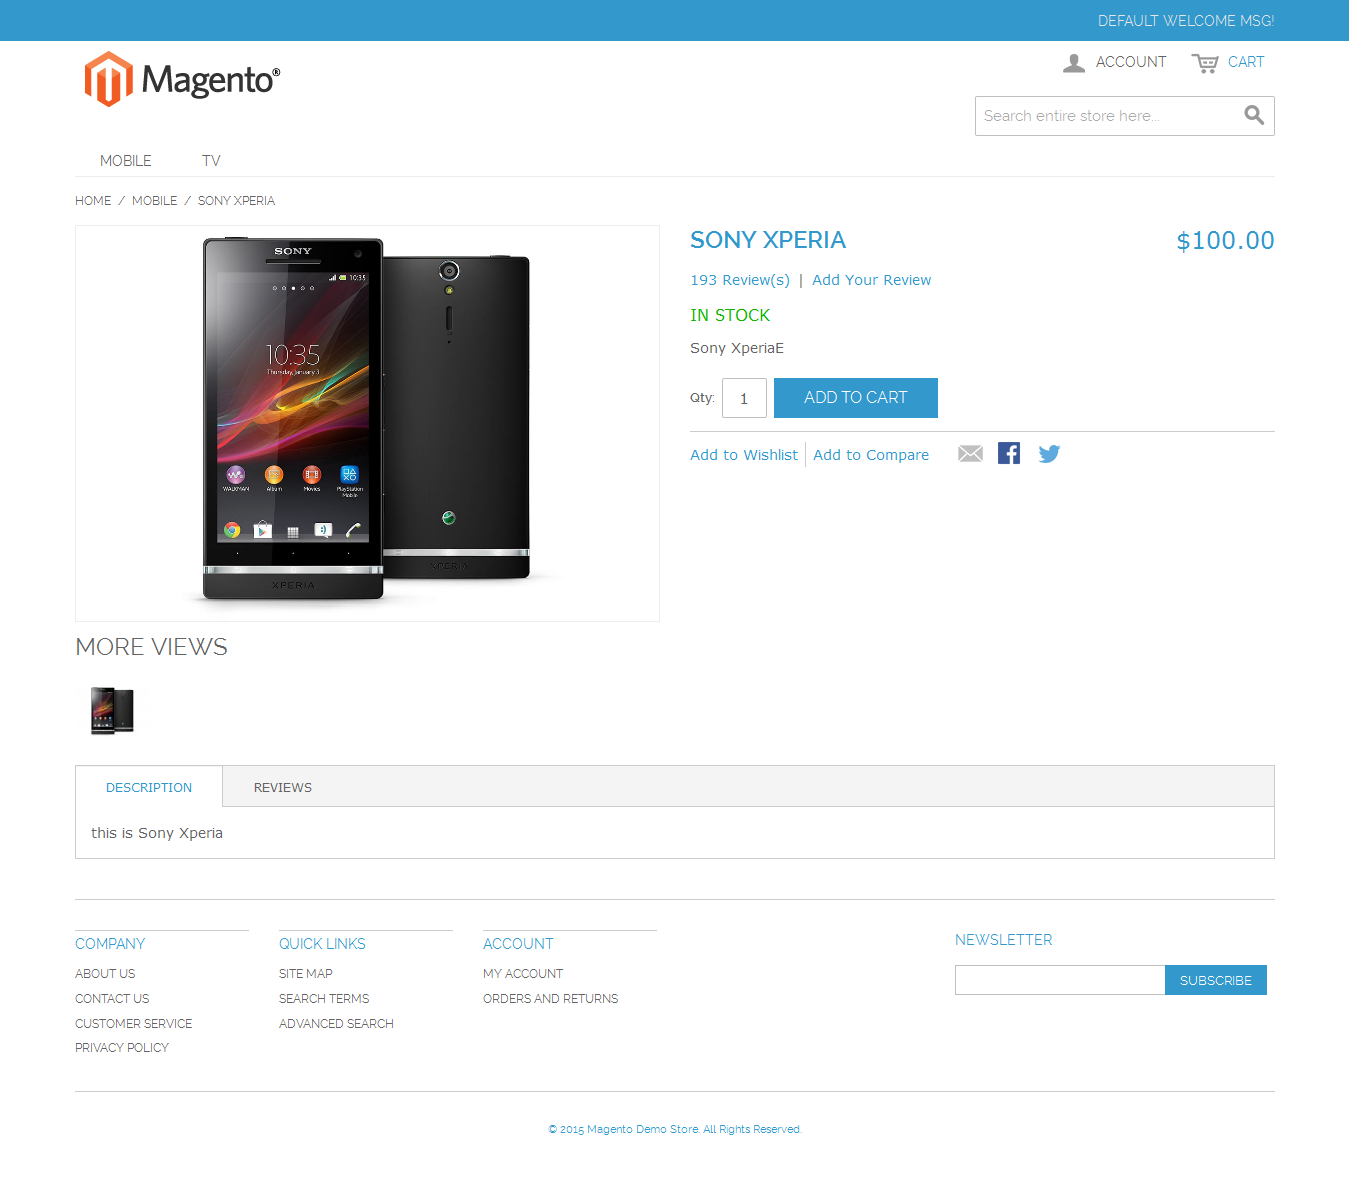 DEFAULT WELCOME MSG!
Magento®
ACCOUNT
CART
Search entire store here...
MOBILE
TV
HOME / MOBILE / SONY XPERIA
SONY
10:35
10:35
Thursday, January 3
WALKMAN
Album
Movies
PlayStation
Mobile
XPERIA
XPERIA
SONY XPERIA
$100.00
193 Review(s) | Add Your Review
IN STOCK
Sony XperiaE
Qty:
1
ADD TO CART
Add to Wishlist
Add to Compare
MORE VIEWS
DESCRIPTION
REVIEWS
this is Sony Xperia
COMPANY
ABOUT US
CONTACT US
CUSTOMER SERVICE
PRIVACY POLICY
QUICK LINKS
SITE MAP
SEARCH TERMS
ADVANCED SEARCH
ACCOUNT
MY ACCOUNT
ORDERS AND RETURNS
NEWSLETTER
SUBSCRIBE
© 2015 Magento Demo Store. All Rights Reserved.